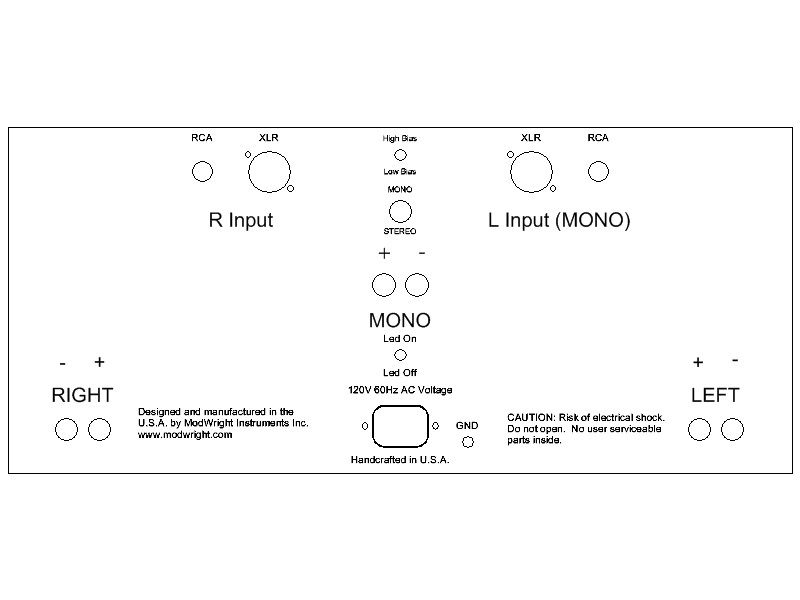 RCA
XLR
High Bias
Low Bias
MONO
STEREO
XLR
RCA
R Input
L Input (MONO)
+ -
MONO
Led On
Led Off
- +
RIGHT
+ -
LEFT
120V 60Hz AC Voltage
Designed and manufactured in the
U.S.A. by ModWright Instruments Inc.
www.modwright.com
GND
Handcrafted in U.S.A.
CAUTION: Risk of electrical shock.
Do not open. No user serviceable
parts inside.